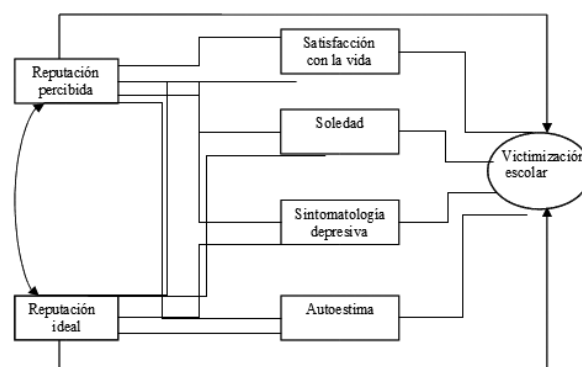 Satisfacción
con la vida
Reputación
percibida
Soledad
Victimización
escolar
Sintomatología
depresiva
Reputación
ideal
Autoestima